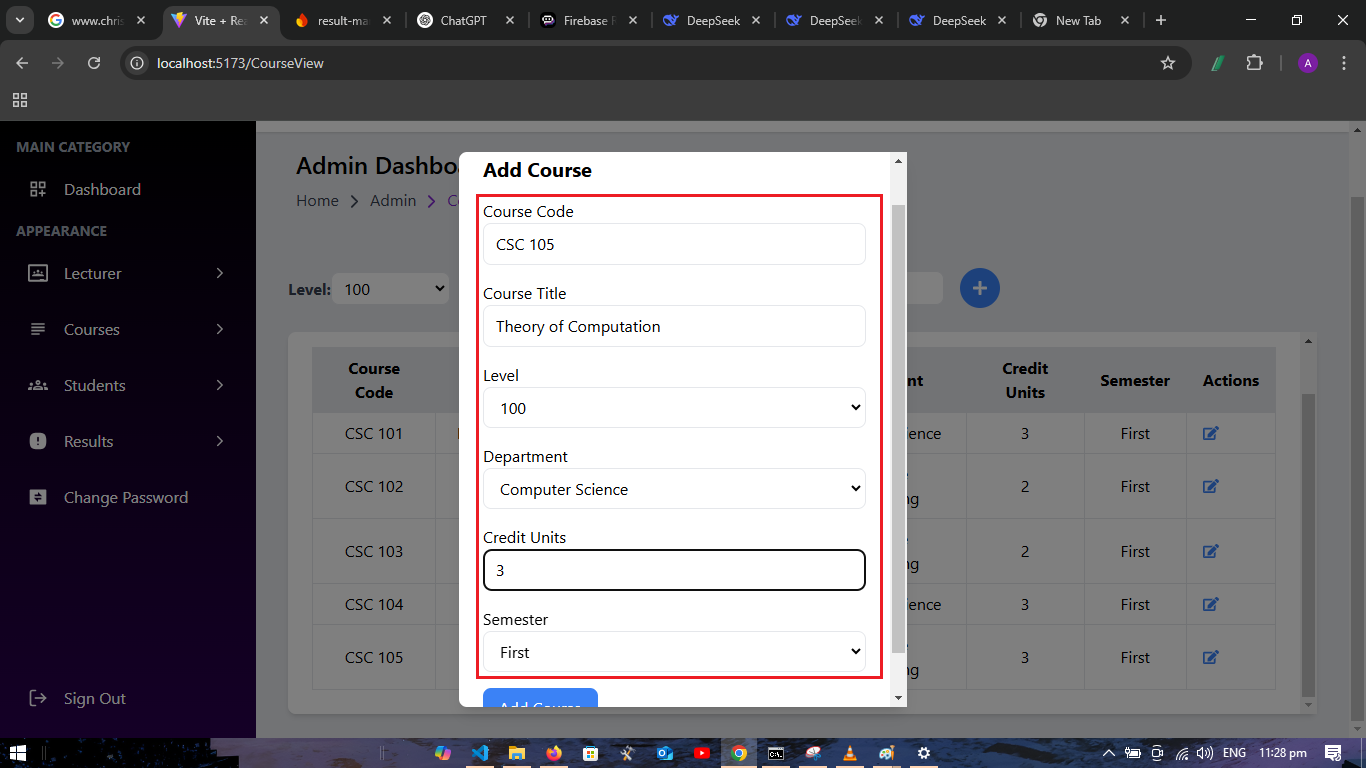 www.chris
Vite + Rea
result-ma
ChatGPT
Firebase R
DeepSeek
DeepSeek
DeepSeek
New Tab
localhost:5173/CourseView
A
MAIN CATEGORY
Dashboard
APPEARANCE
Lecturer
Courses
Students
Results
Change Password
Sign Out
Admin Dashbo
Home > Admin > C
Level: 100
Add Course
Course Code
CSC 105
Course Title
Theory of Computation
Level
100
Department
Computer Science
Credit Units
3
Semester
First
Add Course
Course Code nt Credit Units Semester Actions
CSC 101 ence 3 First
CSC 102 ng 2 First
CSC 103 ng 2 First
CSC 104 ence 3 First
CSC 105 ng 3 First
ENG 11:28 pm